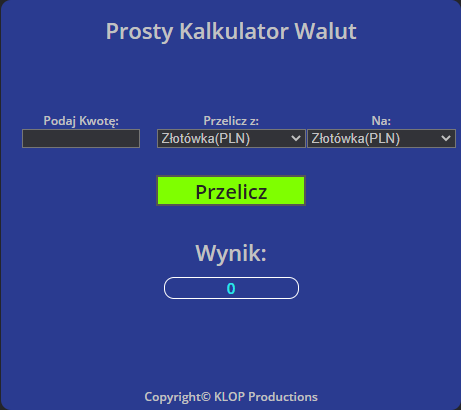 Prosty Kalkulator Walut
Podaj Kwotę: Przelicz z: Na:
Złotówka(PLN) Złotówka(PLN)
Przelicz
Wynik:
0
Copyright© KLOP Productions